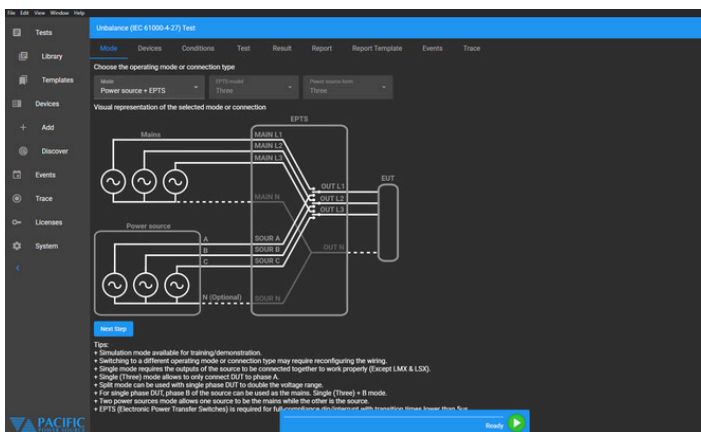 File Edit View Window Help
Tests
Library
Templates
Devices
Add
Discover
Events
Trace
Licenses
System
PACIFIC
POWER SOURCE
Unbalance (IEC 61000-4-27) Test
Mode Devices Conditions Test Result Report Report Template Events Trace
Choose the operating mode or connection type
Mode
Power source + EPTS
EPTS model
Three
Power source form
Three
Visual representation of the selected mode or connection
EPTS
Mains
MAIN L1
MAIN L2
MAIN L3
EUT
OUT L1
OUT L2
OUT L3
MAIN N
Power source
A
SOUR A
B
SOUR B
OUT N
C
SOUR C
N (Optional)
SOUR N
Next Step
Tips:
+ Simulation mode available for training/demonstration.
+ Switching to a different operating mode or connection type may require reconfiguring the wiring.
+ Single mode requires the outputs of the source to be connected together to work properly (Except LMX & LSX).
+ Single (Three) mode allows to only connect DUT to phase A.
+ Split mode can be used with single phase DUT to double the voltage range.
+ For single phase DUT, phase B of the source can be used as the mains. Single (Three) + B mode.
+ Two power sources mode allows one source to be the mains while the other is the source.
+ EPTS (Electronic Power Transfer Switches) is required for full-compliance dip/interrupt with transition times lower than 5us.
Ready